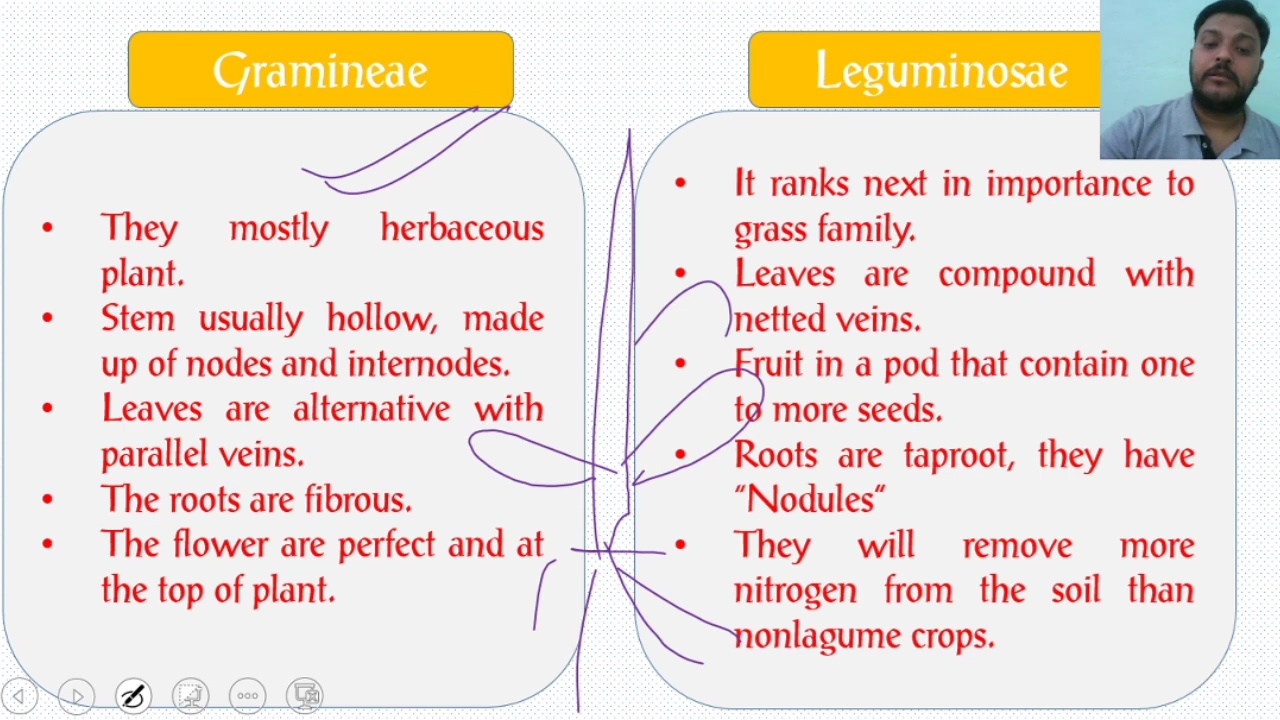 Gramineae
• They mostly herbaceous
plant.
• Stem usually hollow, made
up of nodes and internodes.
• Leaves are alternative with
parallel veins.
• The roots are fibrous.
• The flower are perfect and at
the top of plant.
Leguminosae
• It ranks next in importance to
grass family.
• Leaves are compound with
netted veins.
• Fruit in a pod that contain one
to more seeds.
• Roots are taproot, they have
“Nodules“
• They will remove more
nitrogen from the soil than
nonlagume crops.